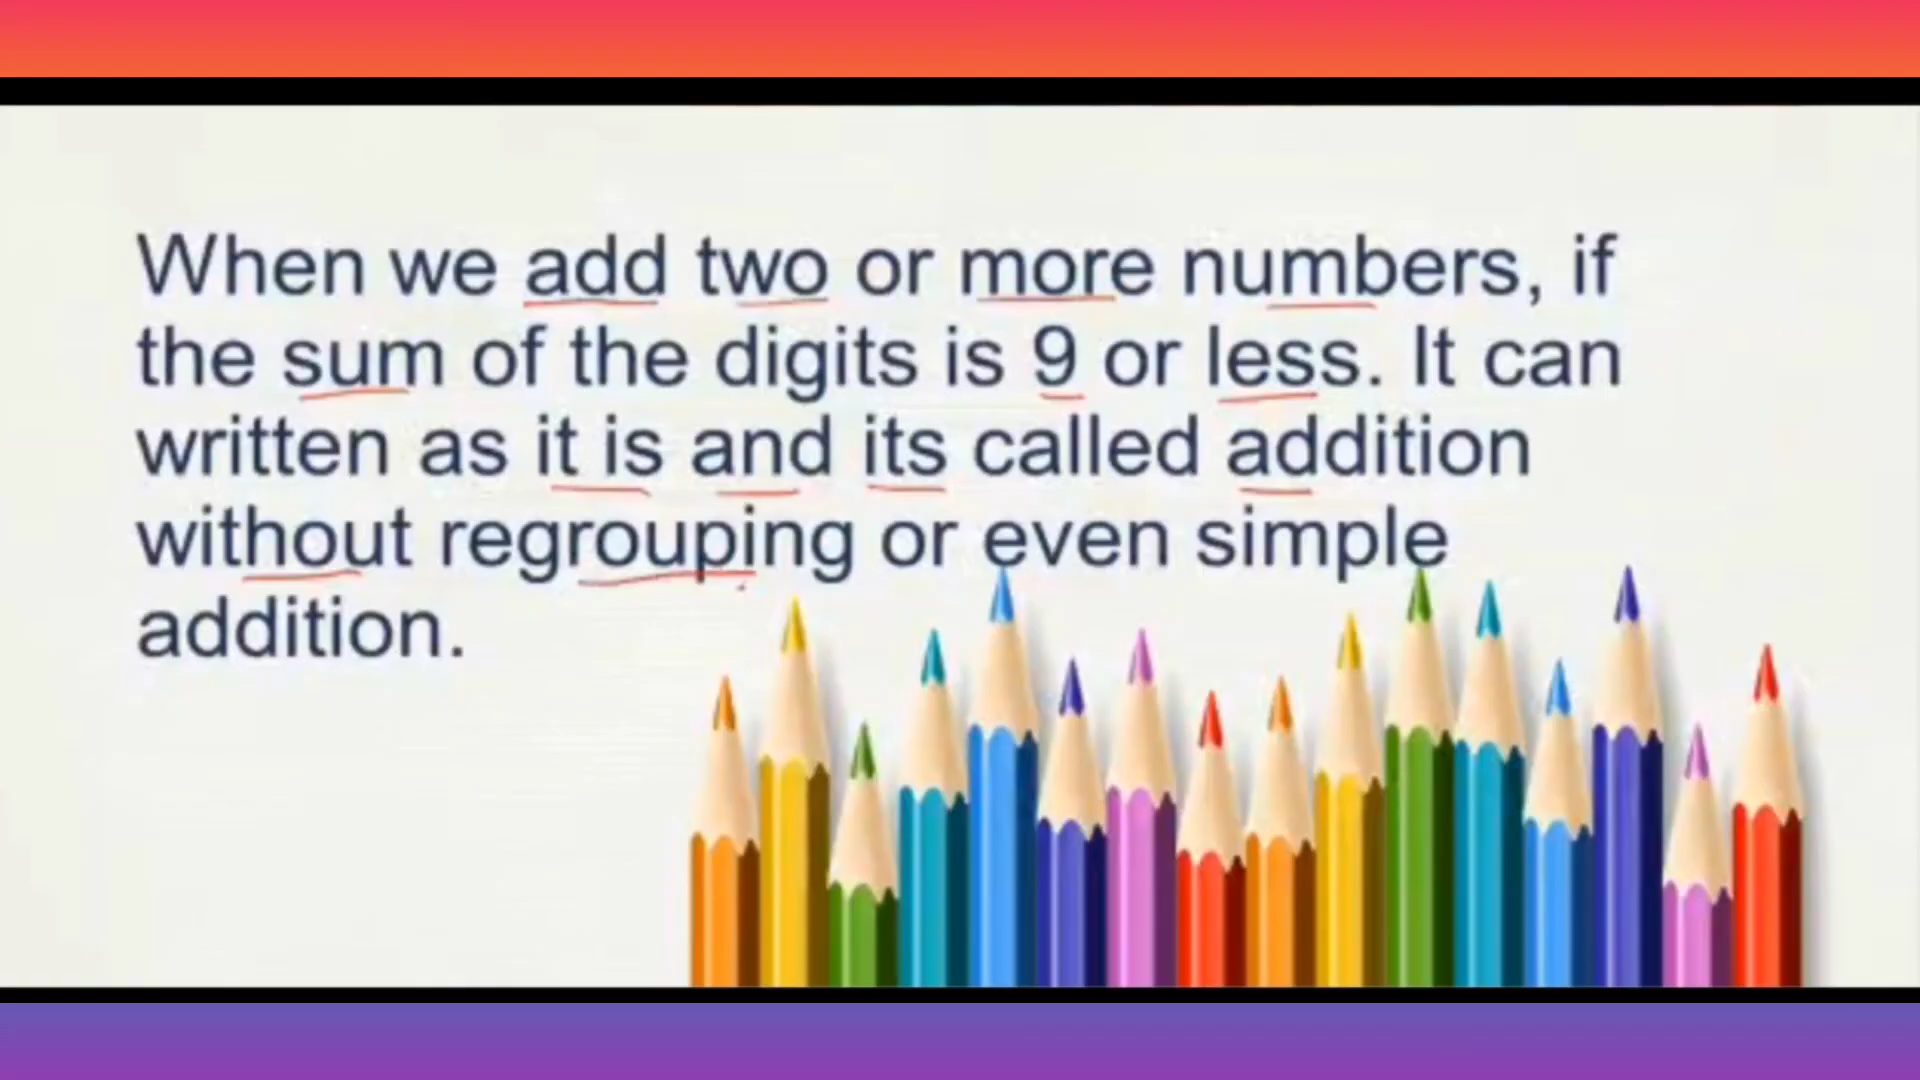 When we add two or more numbers, if
the sum of the digits is 9 or less. It can
written as it is and its called addition
without regrouping or even simple
addition.